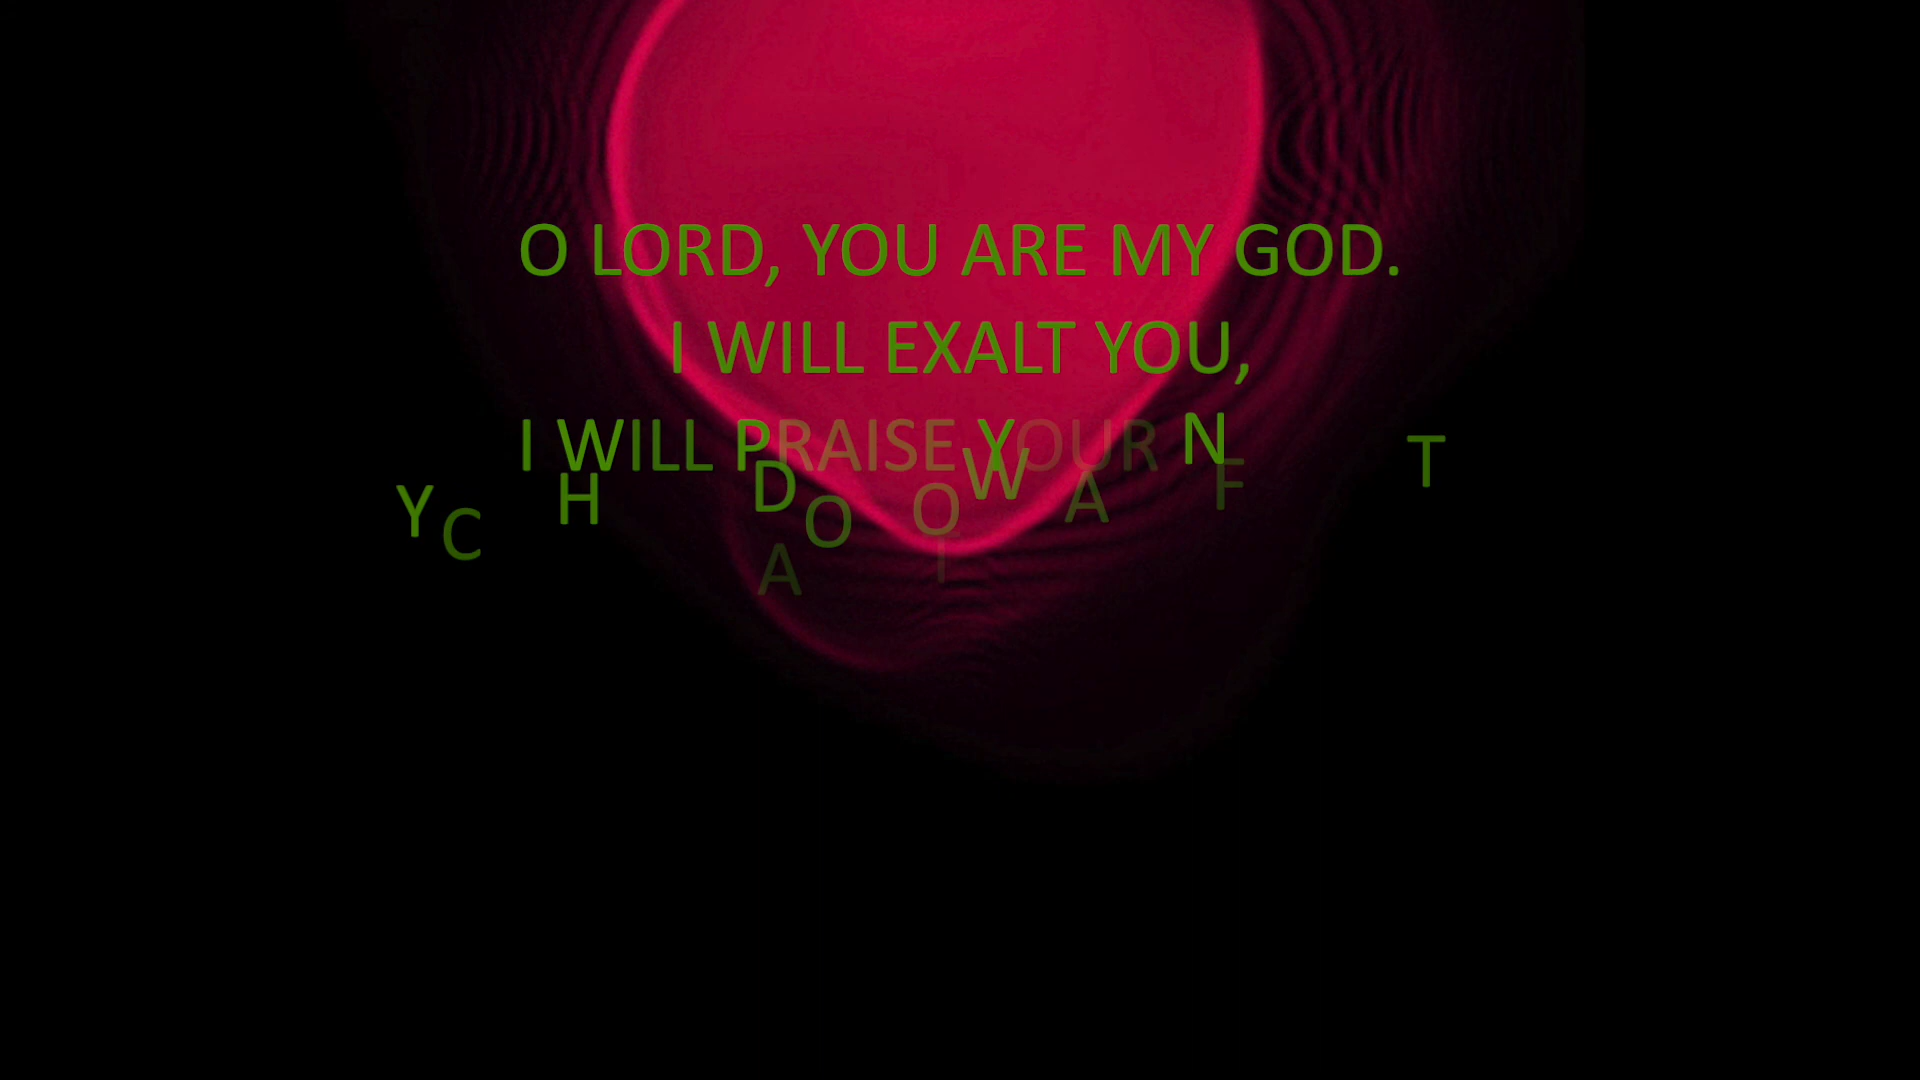 O LORD, YOU ARE MY GOD.
I WILL EXALT YOU,
I WILL PRAISE YOUR N
Y C H D O O W A F T
A I